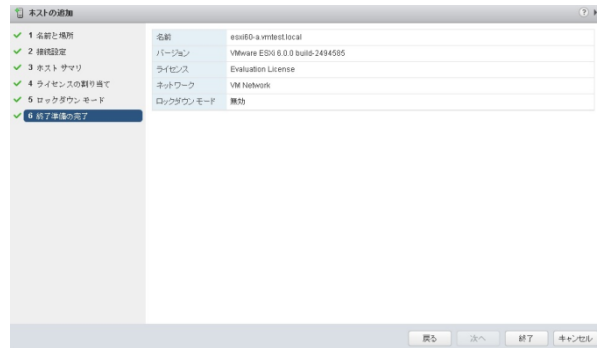 ホストの追加
1 名前と場所
2 接続設定
3 ホスト サマリ
4 ライセンスの割り当て
5 ロックダウン モード
6 終了準備の完了
名前 esxi60-a.vmtest.local
バージョン VMware ESXi 6.0.0 build-2494585
ライセンス Evaluation License
ネットワーク VM Network
ロックダウン モード 無効
戻る 次へ 終了 キャンセル